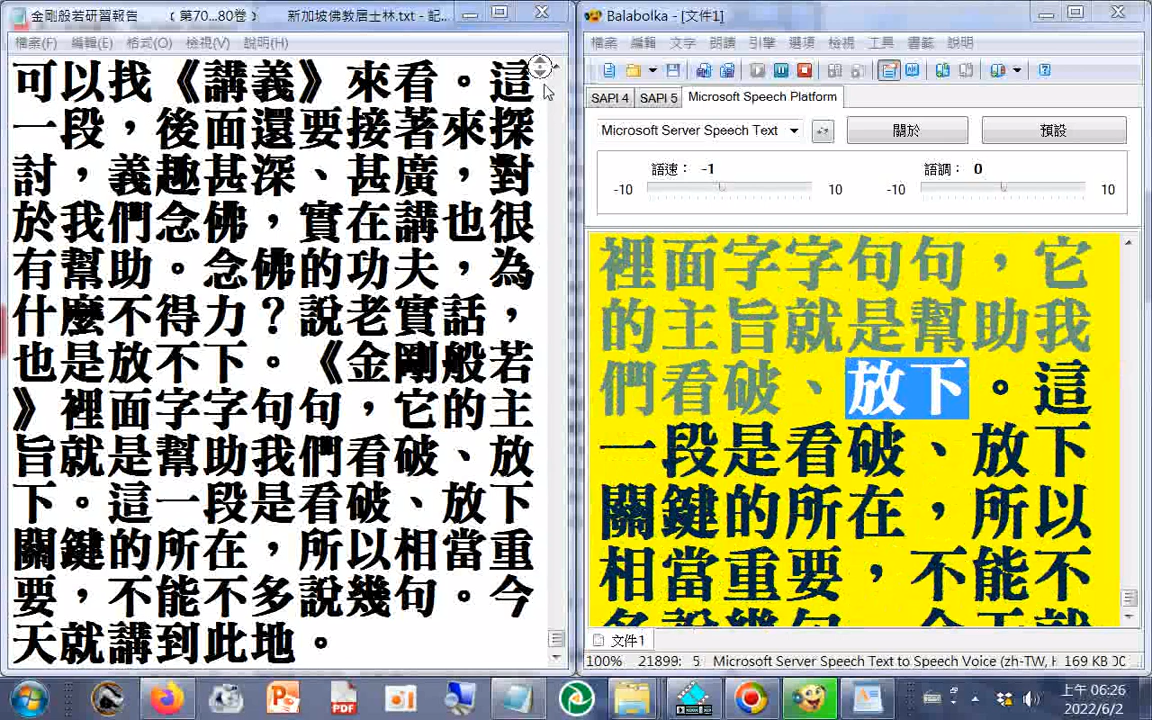 金剛般若研習報告 （第70...80卷） 新加坡佛教居士林.txt - 記...
檔案(F) 編輯(E) 格式(O) 檢視(V) 說明(H)
可以找《講義》來看。這
一段，後面還要接著來探
討，義趣甚深、甚廣，對
於我們念佛，實在講也很
有幫助。念佛的功夫，為
什麼不得力？說老實話，
也是放不下。《金剛般若
》裡面字字句句，它的主
旨就是幫助我們看破、放
下。這一段是看破、放下
關鍵的所在，所以相當重
要，不能不多說幾句。今
天就講到此地。
Balabolka - [文件1]
檔案 編輯 文字 朗讀 引擎 選項 檢視 工具 書籤 說明
SAPI 4 SAPI 5 Microsoft Speech Platform
Microsoft Server Speech Text 關於 預設
語速： -1 語調： 0
-10 10 -10 10
裡面字字句句，它
的主旨就是幫助我
們看破、放下。這
一段是看破、放下
關鍵的所在，所以
相當重要，不能不
多說幾句。今天就
文件1
100% 21899: 5 Microsoft Server Speech Text to Speech Voice (zh-TW, H 169 KB
上午 06:26
2022/6/2